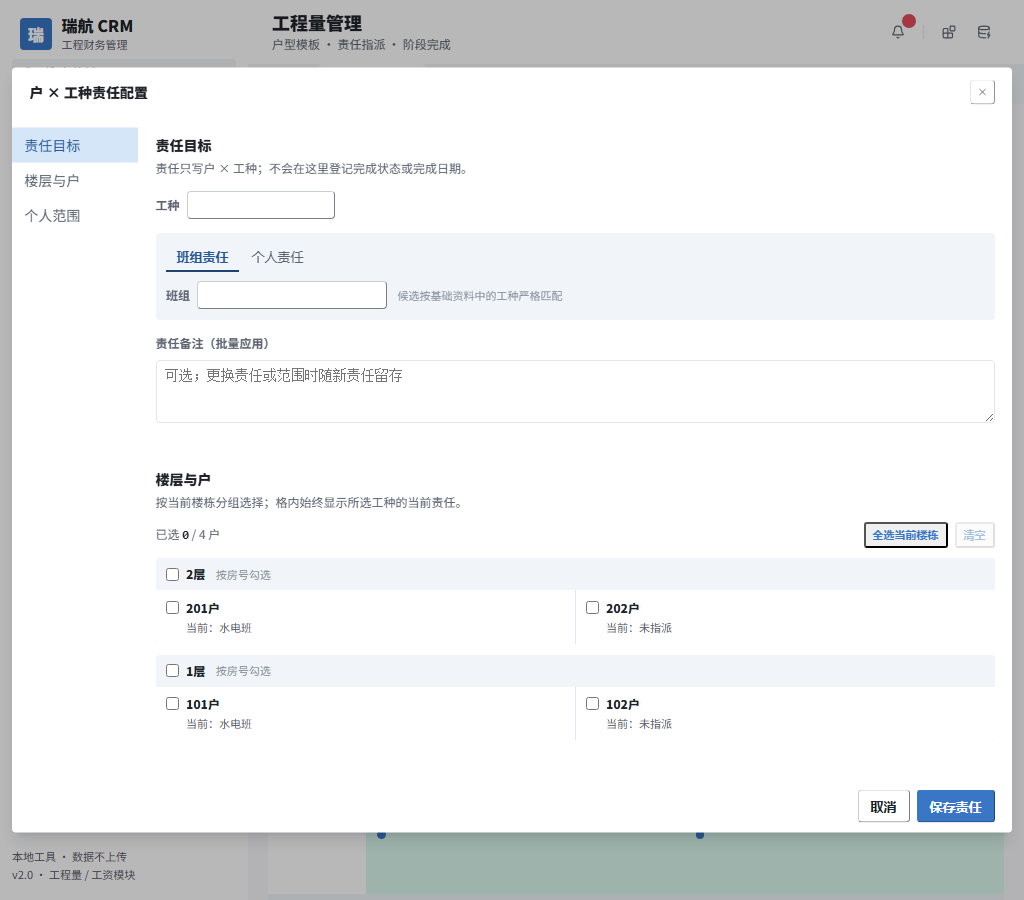 瑞
瑞航 CRM
工程财务管理
工程量管理
户型模板 · 责任指派 · 阶段完成
户 × 工种责任配置
×
责任目标
楼层与户
个人范围
责任目标
责任只写户 × 工种；不会在这里登记完成状态或完成日期。
工种
班组责任 个人责任
班组 候选按基础资料中的工种严格匹配
责任备注（批量应用）
可选；更换责任或范围时随新责任留存
楼层与户
按当前楼栋分组选择；格内始终显示所选工种的当前责任。
已选 0 / 4 户 全选当前楼栋 清空
2层 按房号勾选
201户 202户
当前：水电班 当前：未指派
1层 按房号勾选
101户 102户
当前：水电班 当前：未指派
取消 保存责任
本地工具 · 数据不上传
v2.0 · 工程量 / 工资模块